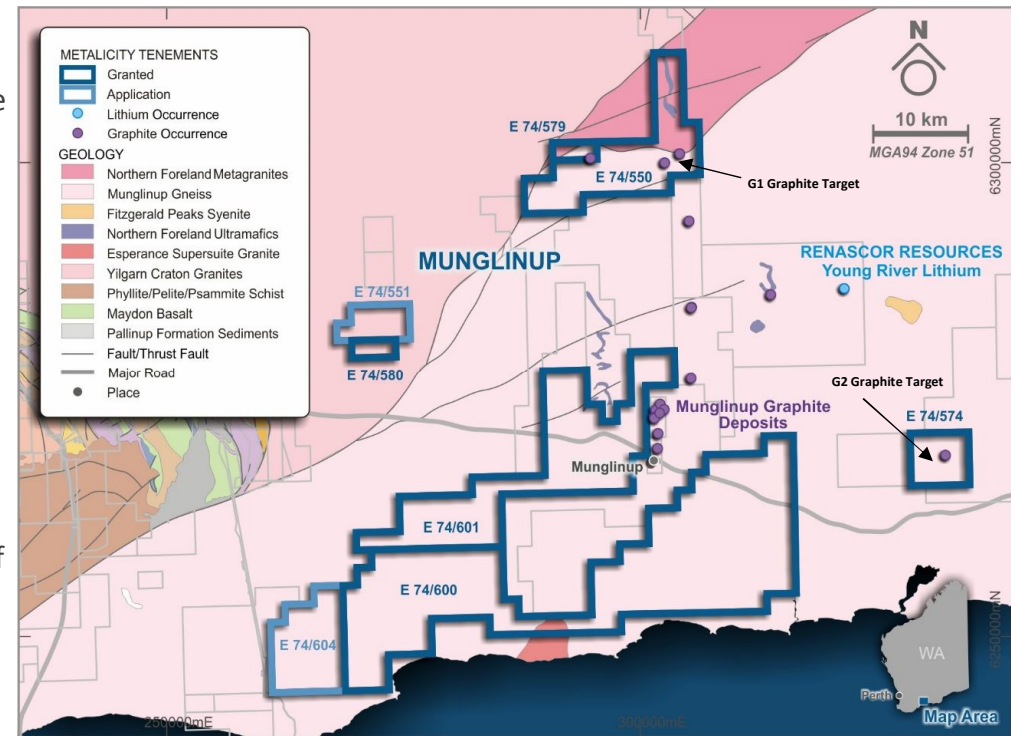 METALICITY TENEMENTS
Granted
Application
Lithium Occurrence
Graphite Occurrence
GEOLOGY
Northern Foreland Metagranites
Munglinup Gneiss
Fitzgerald Peaks Syenite
Northern Foreland Ultramafics
Esperance Supersuite Granite
Yilgarn Craton Granites
Phyllite/Pelite/Psammite Schist
Maydon Basalt
Pallinup Formation Sediments
Fault/Thrust Fault
Major Road
Place
N
10 km
MGA94 Zone 51
6300000mN
E 74/579
E 74/550
G1 Graphite Target
MUNGLINUP
RENASCOR RESOURCES
Young River Lithium
E 74/551
E 74/580
G2 Graphite Target
E 74/574
Munglinup Graphite
Deposits
Munglinup
E 74/601
E 74/600
E 74/604
6250000mN
WA
Perth
Map Area
250000mE
300000mE